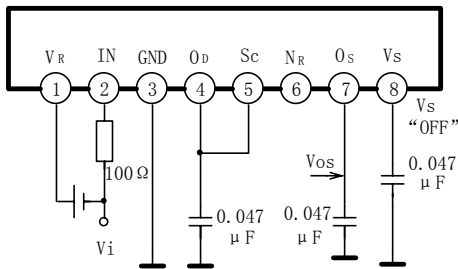 VR IN GND OD Sc NR OS Vs
1 2 3 4 5 6 7 8
Vs
“OFF”
100Ω
Vos
0.047
μF
0.047
μF
0.047
μF
Vi